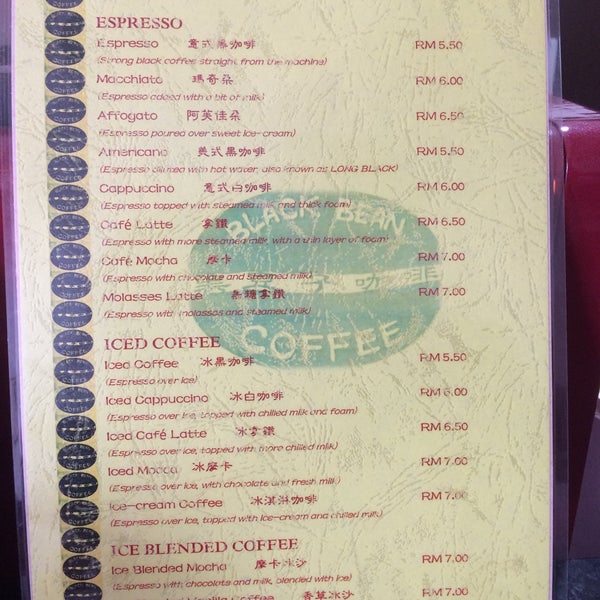 ESPRESSO
Espresso 意式黑咖啡 RM 5.50
(Strong black coffee straight from the machine)
Macchiato 瑪奇朵 RM 6.00
(Espresso added with a bit of milk)
Affogato 阿芙佳朵 RM 6.50
(Espresso poured over sweet ice-cream)
Americano 美式黑咖啡 RM 5.50
(Espresso diluted with hot water, also known as LONG BLACK)
Cappuccino 意式白咖啡 RM 6.00
(Espresso topped with steamed milk and thick foam)
Café Latte 拿鐵 RM 6.50
(Espresso with more steamed milk, with a thin layer of foam)
Café Mocha 摩卡 RM 7.00
(Espresso with chocolate and steamed milk)
Molasses Latte 黑糖拿鐵 RM 7.00
(Espresso with molasses and steamed milk)
BLACK BEAN
COFFEE
ICED COFFEE
Iced Coffee 冰黑咖啡 RM 5.50
(Espresso over ice)
Iced Cappuccino 冰白咖啡 RM 6.00
(Espresso over ice, topped with chilled milk and foam)
Iced Café Latte 冰拿鐵 RM 6.50
(Espresso over ice, topped with more chilled milk)
Iced Mocca 冰摩卡 RM 7.00
(Espresso over ice, with chocolate and fresh milk)
Ice-cream Coffee 冰淇淋咖啡 RM 7.00
(Espresso over ice, topped with ice-cream and chilled milk)
ICE BLENDED COFFEE
Ice Blended Mocha 摩卡冰沙 RM 7.00
(Espresso with chocolate and milk, blended with ice)
Vanilla Coffee 香草冰沙 RM 7.00